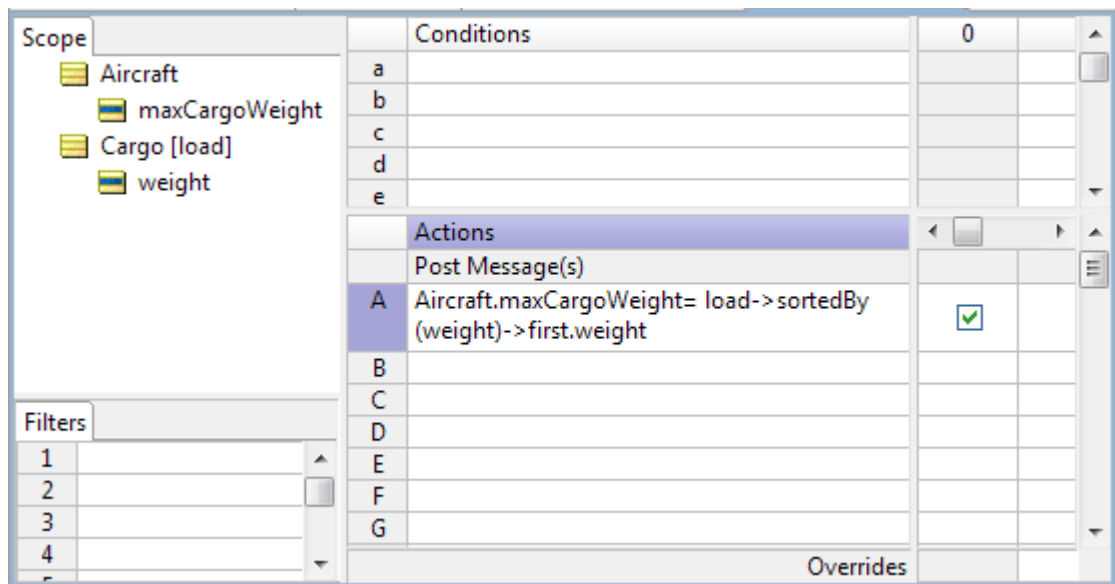 Scope
Aircraft
maxCargoWeight
Cargo [load]
weight
Conditions 0
a
b
c
d
e
Actions
Post Message(s)
A Aircraft.maxCargoWeight= load->sortedBy
(weight)->first.weight
B
C
D
E
F
G
Overrides
Filters
1
2
3
4